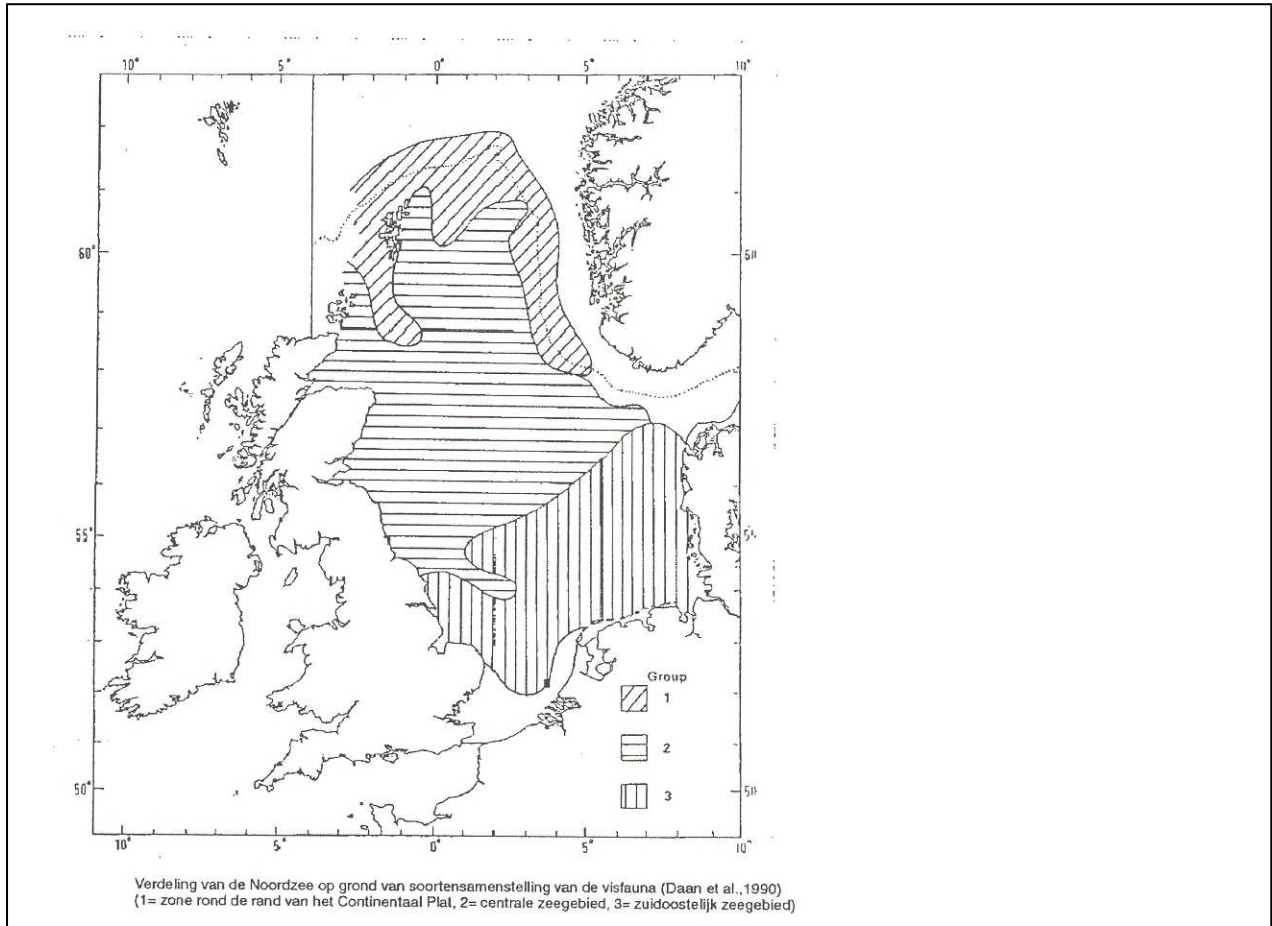 10° 5° 0° 5° 10°
60°
55°
50°
Group
1
2
3
10° 5° 0° 5° 10°
Verdeling van de Noordzee op grond van soortensamenstelling van de visfauna (Daan et al.,1990)
(1= zone rond de rand van het Continentaal Plat, 2= centrale zeegebied, 3= zuidoostelijk zeegebied)